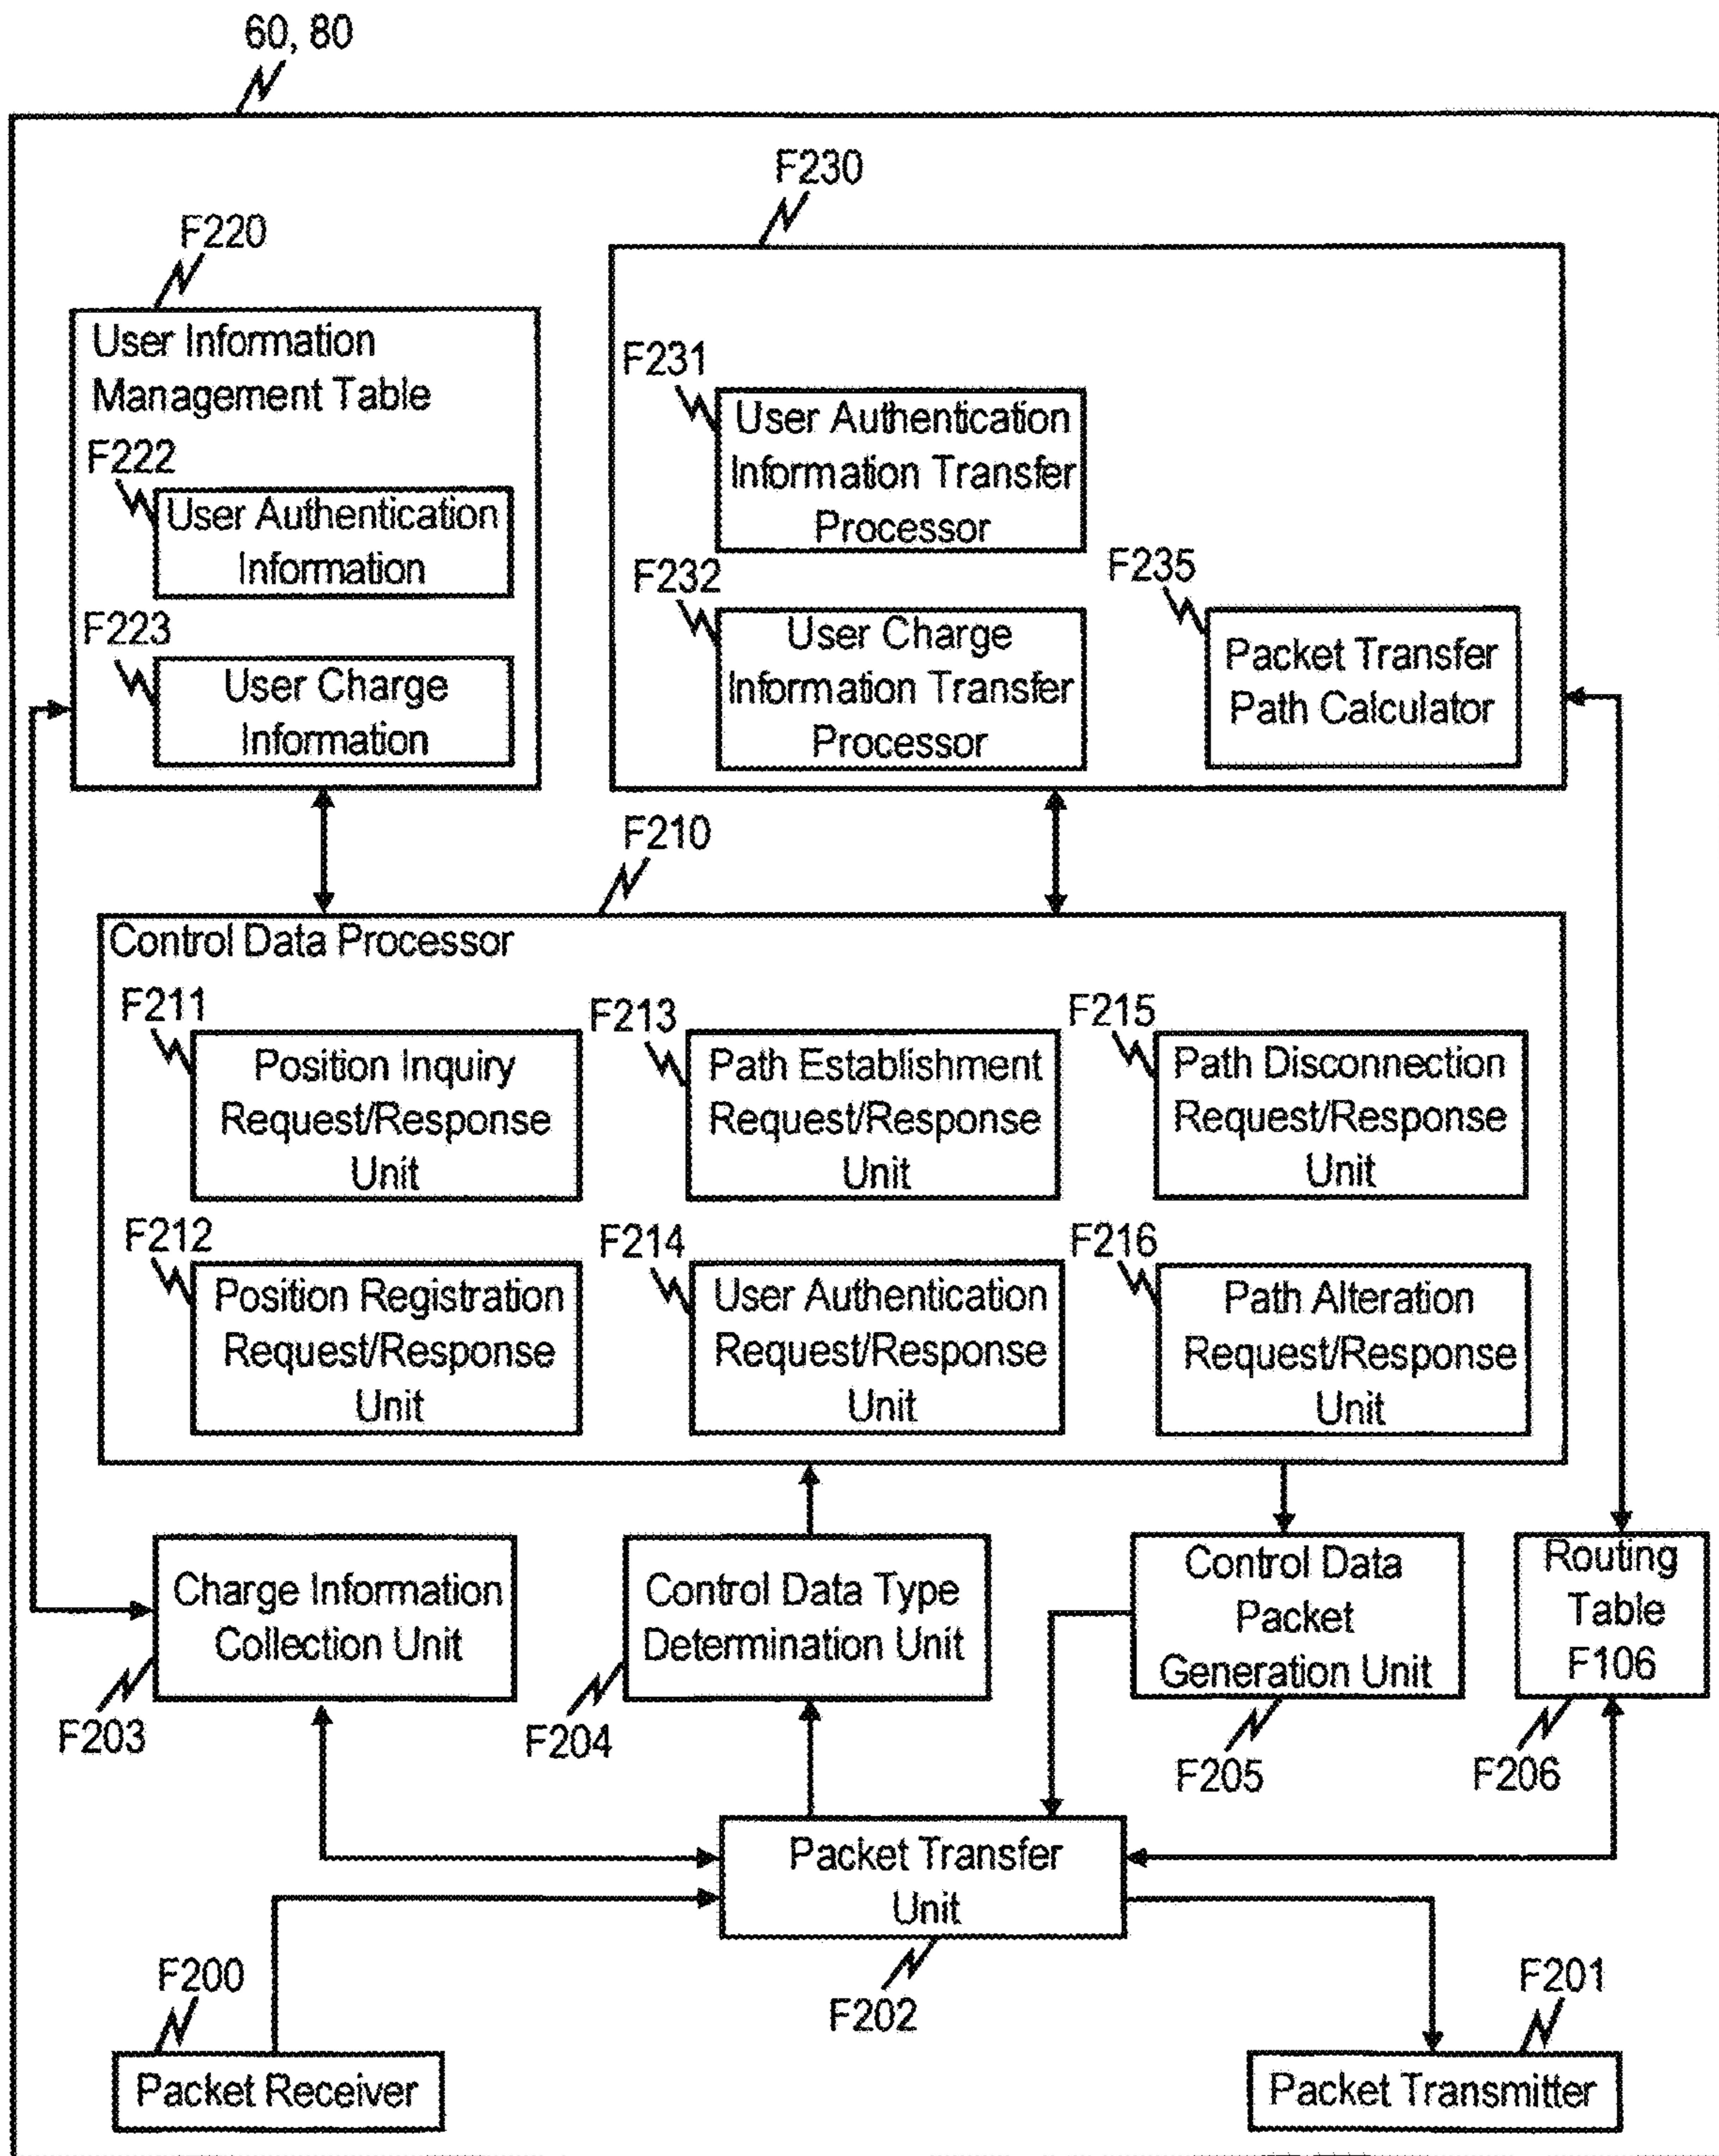 60, 80
F230
F220
User Information
Management Table
F222
User Authentication
Information
F223
User Charge
Information
F231
User Authentication
Information Transfer
Processor
F232
User Charge
Information Transfer
Processor
F235
Packet Transfer
Path Calculator
F210
Control Data Processor
F211
Position Inquiry
Request/Response
Unit
F213
Path Establishment
Request/Response
Unit
F215
Path Disconnection
Request/Response
Unit
F212
Position Registration
Request/Response
Unit
F214
User Authentication
Request/Response
Unit
F216
Path Alteration
Request/Response
Unit
Charge Information
Collection Unit
F203
Control Data Type
Determination Unit
F204
Control Data
Packet
Generation Unit
F205
Routing
Table
F106
F206
Packet Transfer
Unit
F202
F200
Packet Receiver
F201
Packet Transmitter